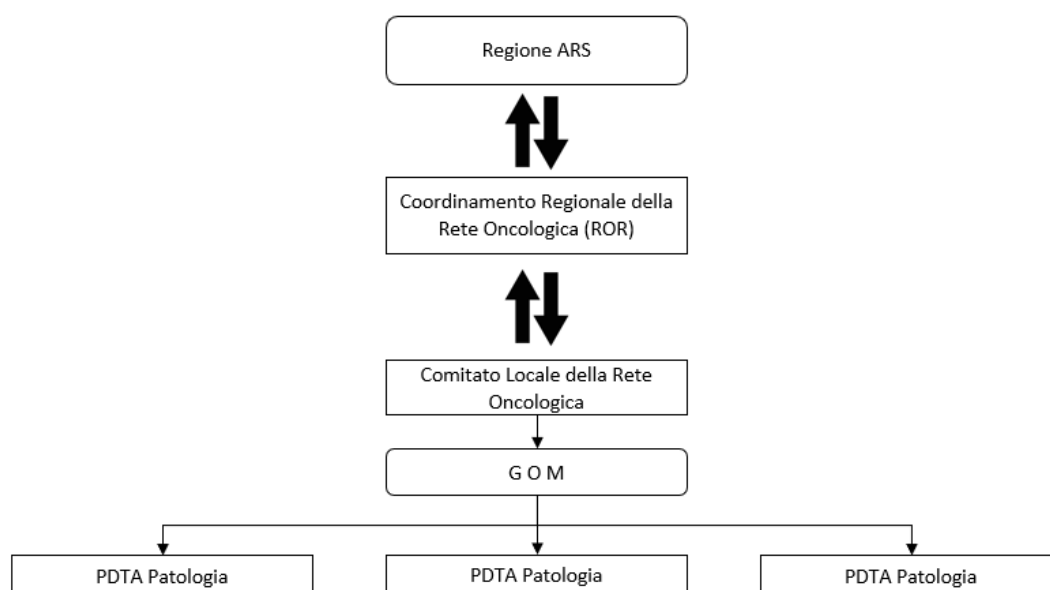 Regione ARS
Coordinamento Regionale della
Rete Oncologica (ROR)
Comitato Locale della Rete
Oncologica
G O M
PDTA Patologia
PDTA Patologia
PDTA Patologia